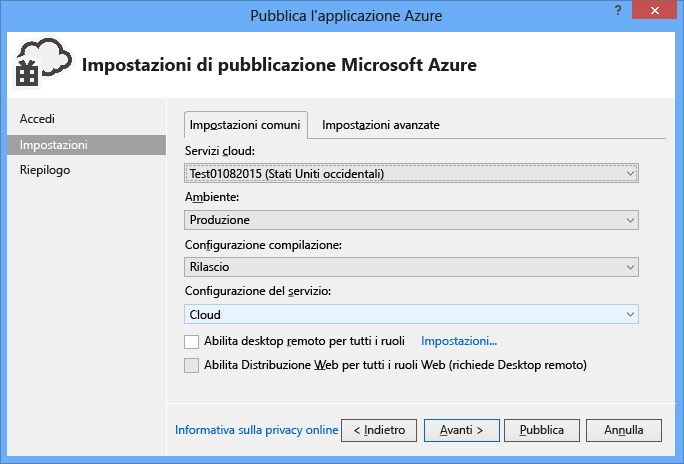 Pubblica l'applicazione Azure
?
Impostazioni di pubblicazione Microsoft Azure
Accedi
Impostazioni
Riepilogo
Impostazioni comuni
Impostazioni avanzate
Servizi cloud:
Test01082015 (Stati Uniti occidentali)
Ambiente:
Produzione
Configurazione compilazione:
Rilascio
Configurazione del servizio:
Cloud
Abilita desktop remoto per tutti i ruoli Impostazioni...
Abilita Distribuzione Web per tutti i ruoli Web (richiede Desktop remoto)
Informativa sulla privacy online
< Indietro
Avanti >
Pubblica
Annulla